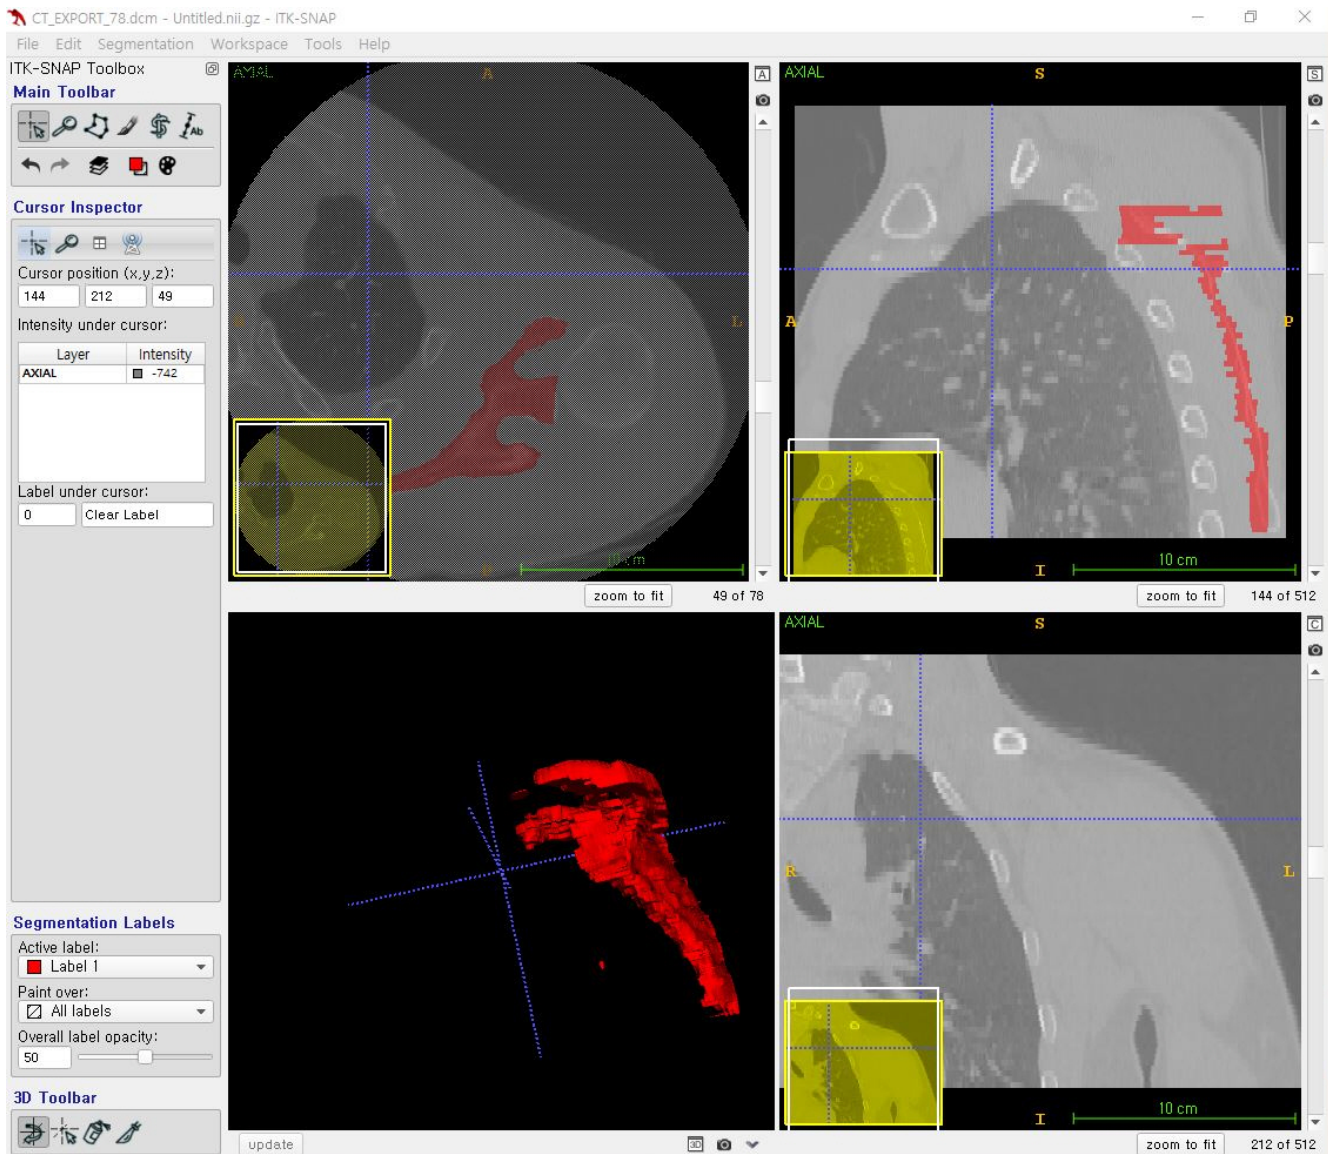 CT_EXPORT_78.dcm - Untitled.nii.gz - ITK-SNAP
File Edit Segmentation Workspace Tools Help
ITK-SNAP Toolbox
Main Toolbar
Ab
Cursor Inspector
Cursor position (x,y,z):
144 212 49
Intensity under cursor:
Layer Intensity
AXIAL -742
Label under cursor:
0 Clear Label
Segmentation Labels
Active label:
Label 1
Paint over:
All labels
Overall label opacity:
50
3D Toolbar
AXIAL
A
L
10 cm
A
zoom to fit 49 of 78
AXIAL
S
A
P
I
10 cm
S
zoom to fit 144 of 512
update
3D
AXIAL
S
R
L
I
10 cm
C
zoom to fit 212 of 512